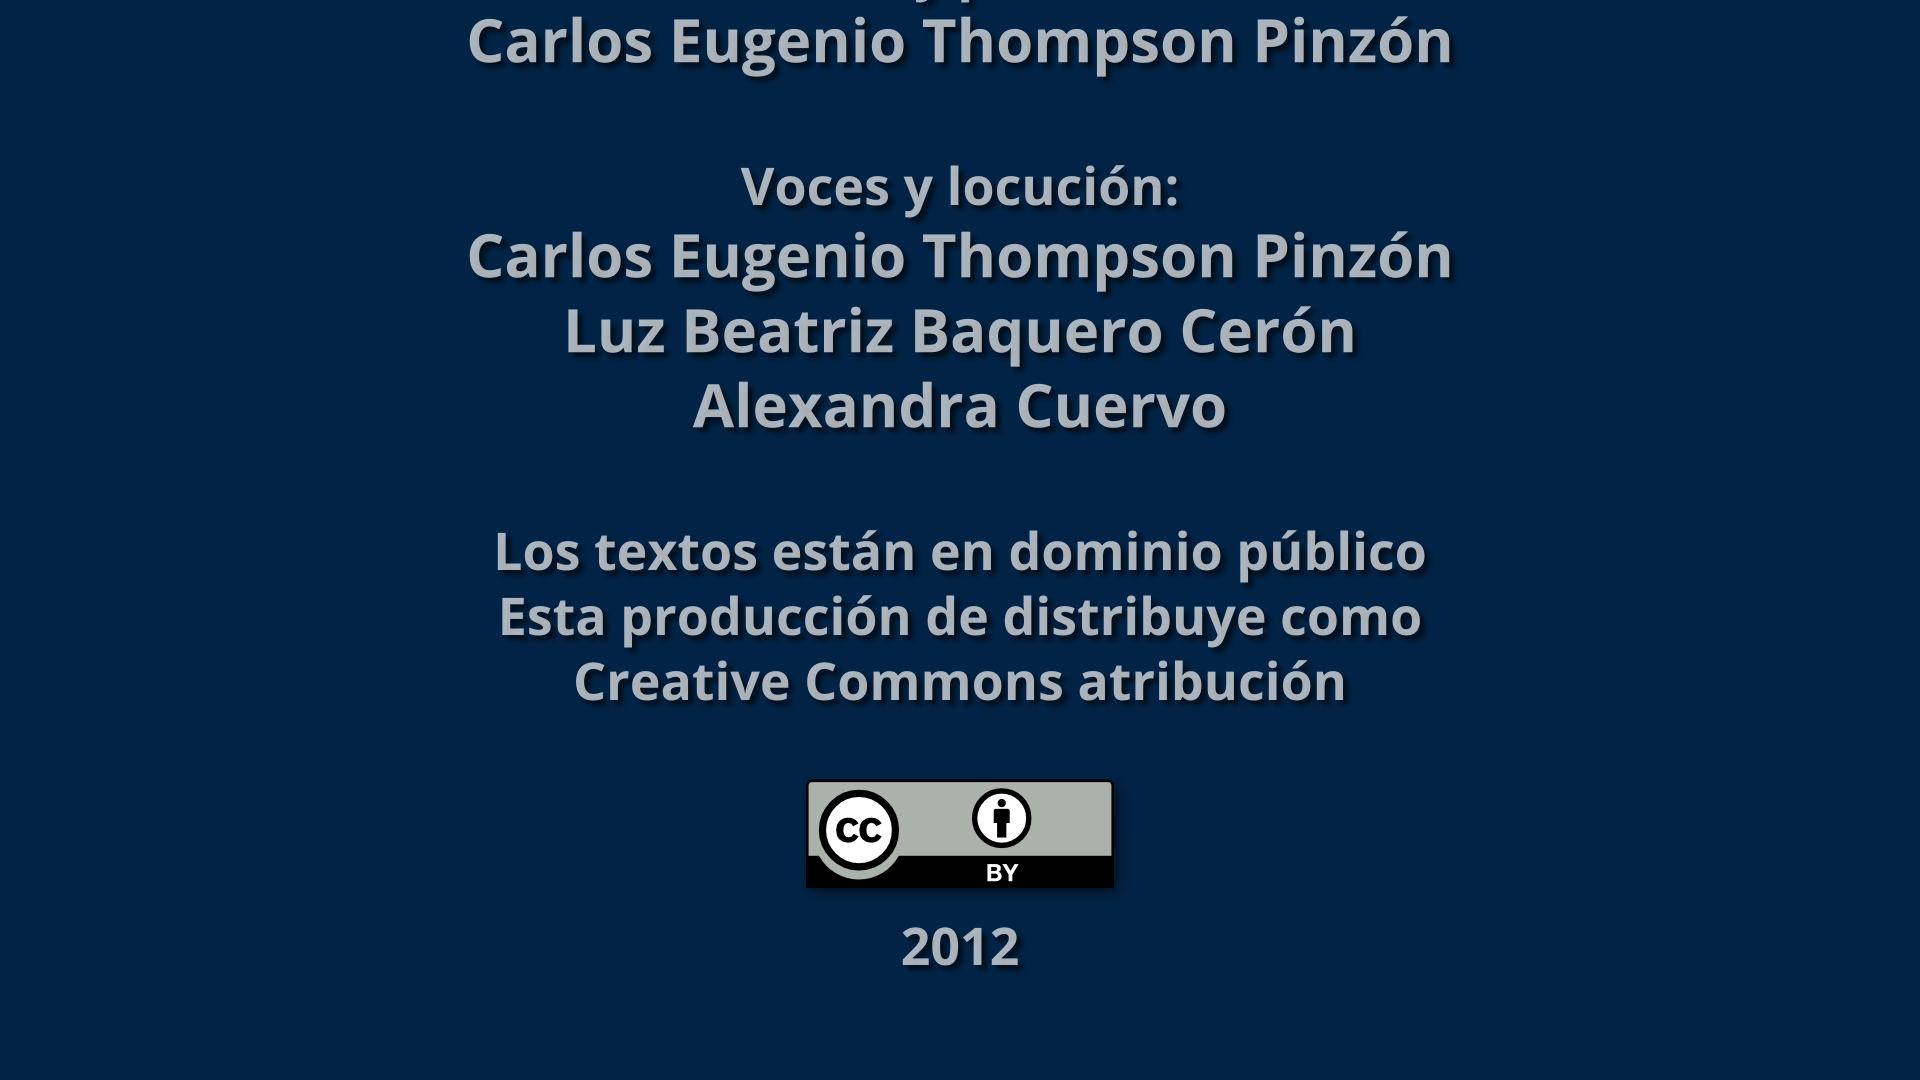 Carlos Eugenio Thompson Pinzón
Voces y locución:
Carlos Eugenio Thompson Pinzón
Luz Beatriz Baquero Cerón
Alexandra Cuervo
Los textos están en dominio público
Esta producción de distribuye como
Creative Commons atribución
cc
BY
2012